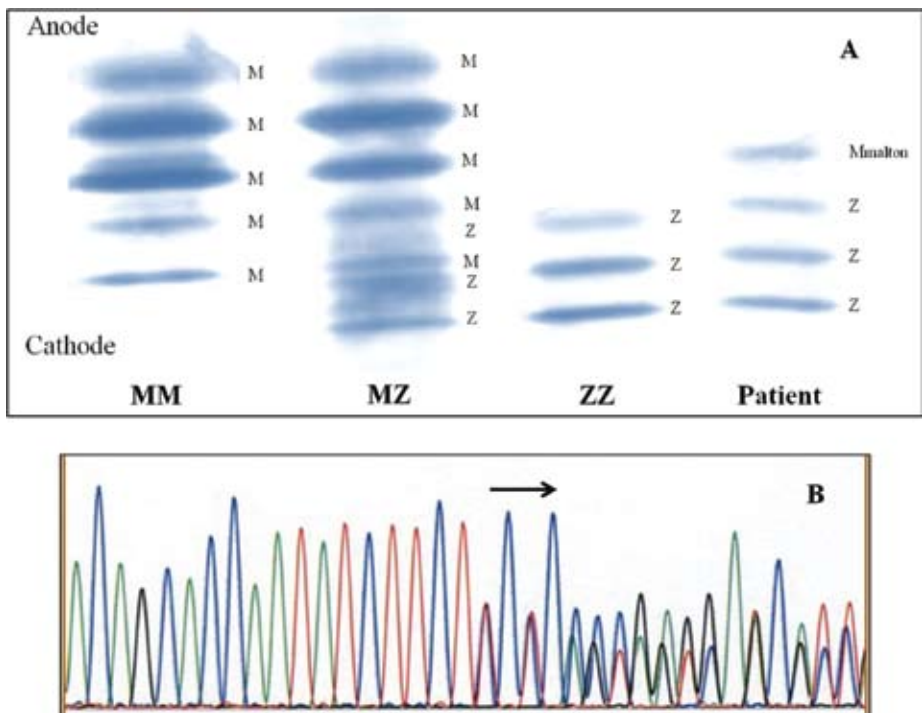 Anode
A
M M
M M
M M Mmalton
M M Z Z
Z
M M Z Z
Z
Z Z Z
Cathode
MM MZ ZZ Patient
B